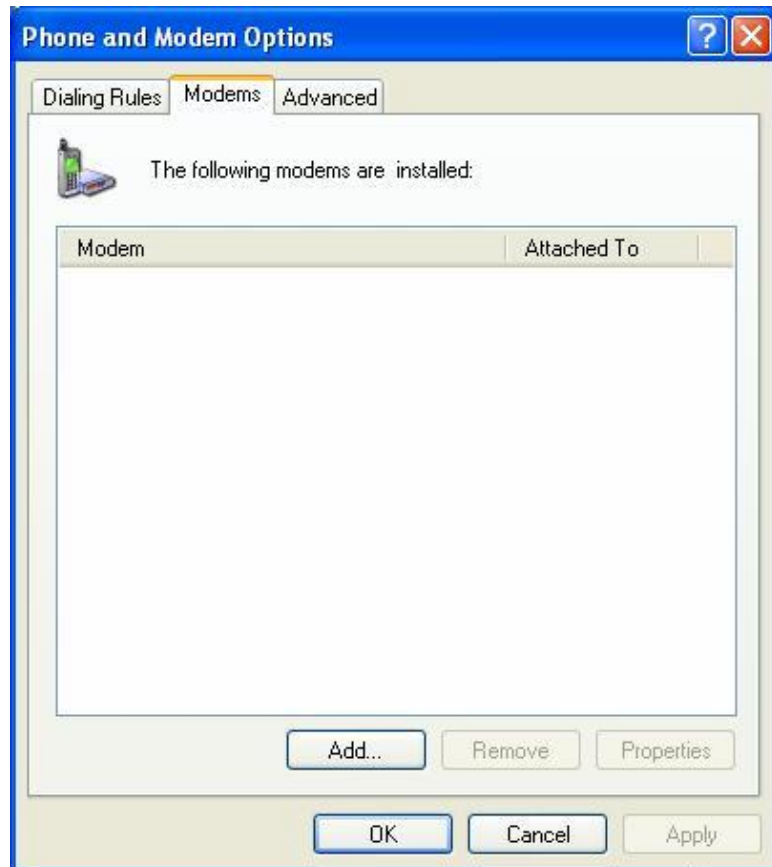 Phone and Modem Options
Dialing Rules Modems Advanced
The following modems are installed:
Modem Attached To
Add... Remove Properties
OK Cancel Apply